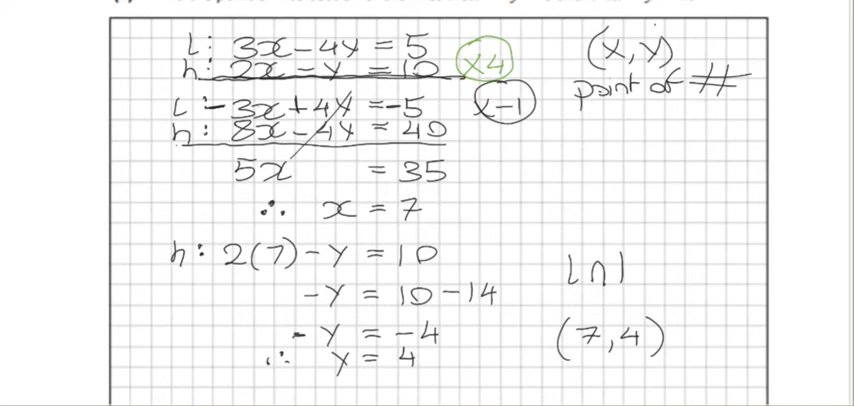 l: 3x - 4y = 5
h: 2x - y = 10 x4
(x, y)
point of
l: -3x + 4y = -5 x-1
h: 8x - 4y = 40
5x = 35
∴ x = 7
h: 2(7) - y = 10
-y = 10 - 14
l ∩ h
-y = -4
(7, 4)
∴ y = 4